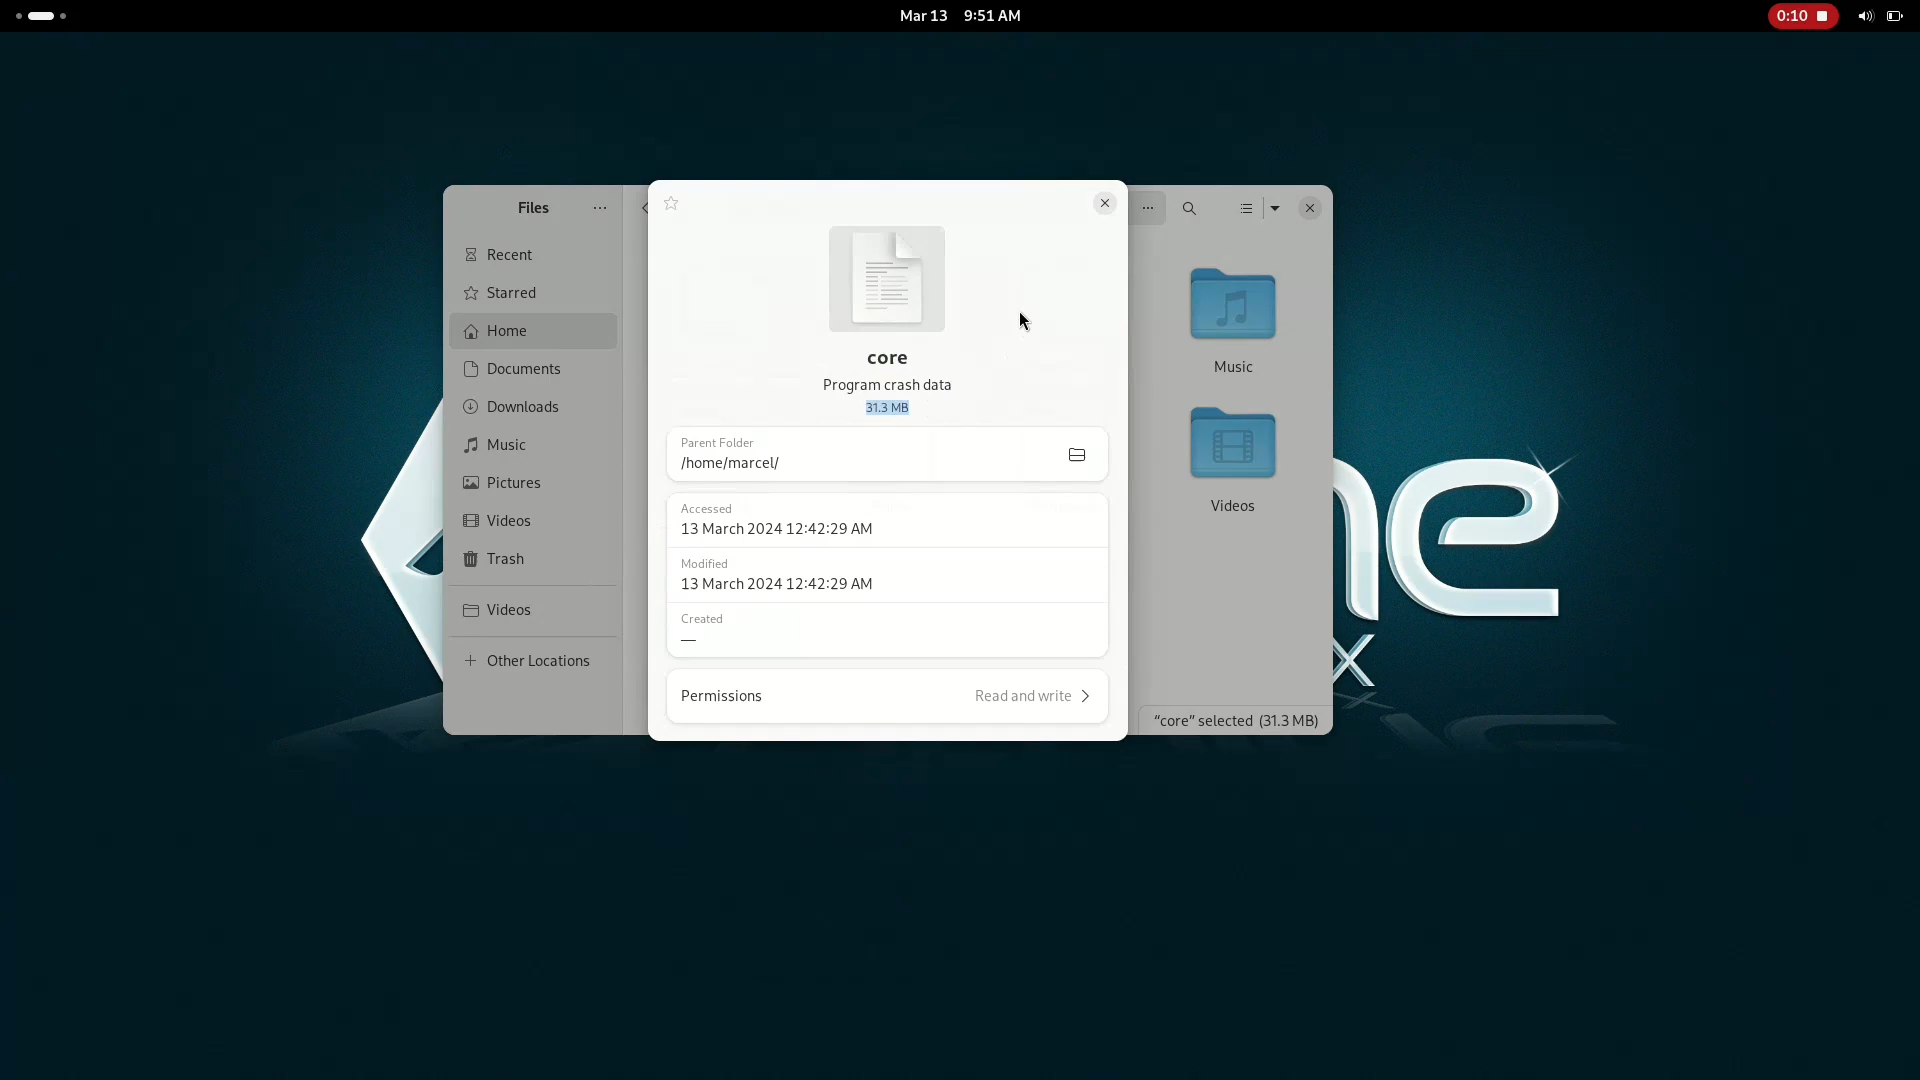 Mar 13 9:51 AM
0:10
Files
Recent
Starred
Home
Documents
Downloads
Music
Pictures
Videos
Trash
Videos
Other Locations
core
Program crash data
31.3 MB
Parent Folder
/home/marcel/
Accessed
13 March 2024 12:42:29 AM
Modified
13 March 2024 12:42:29 AM
Created
—
Permissions Read and write
Music
Videos
“core” selected (31.3 MB)